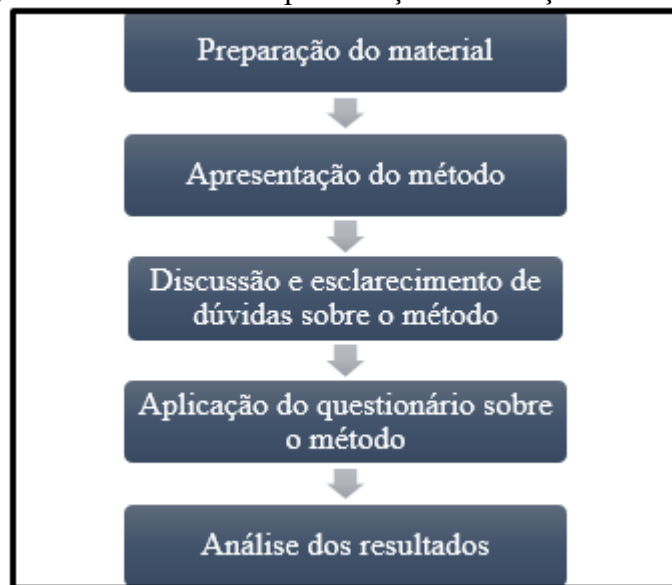 Preparação do material
Apresentação do método
Discussão e esclarecimento de
dúvidas sobre o método
Aplicação do questionário sobre
o método
Análise dos resultados